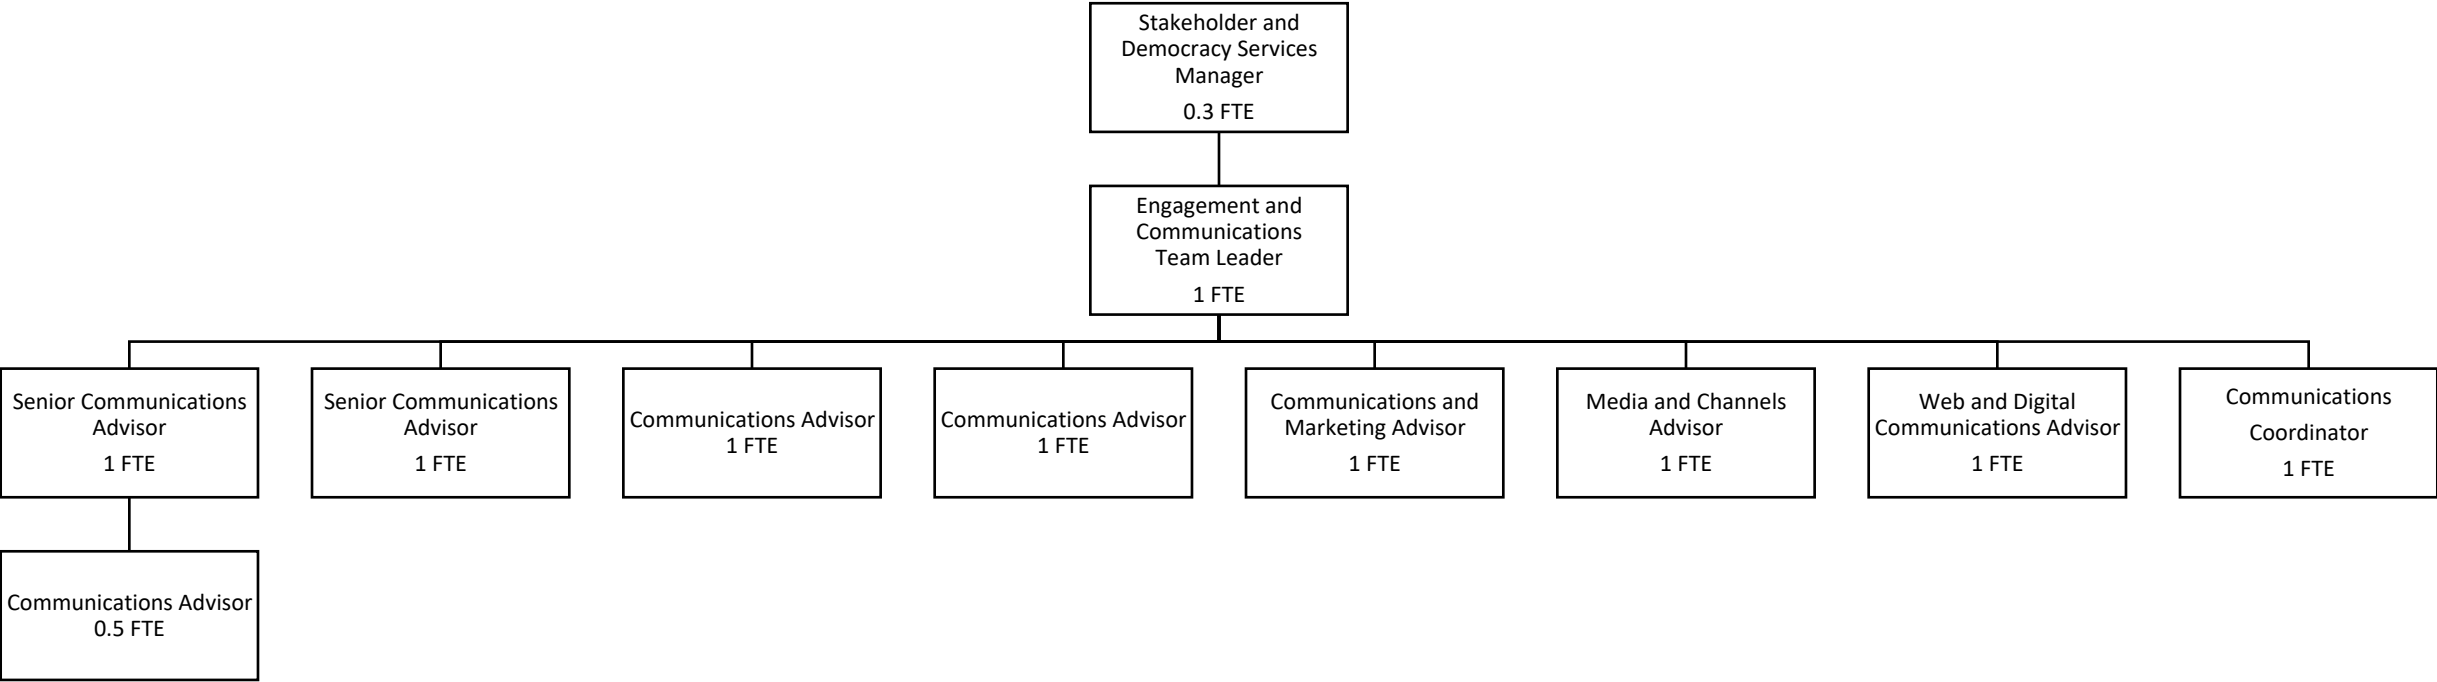 Stakeholder and
Democracy Services
Manager
0.3 FTE
Engagement and
Communications
Team Leader
1 FTE
Senior Communications
Advisor
1 FTE
Senior Communications
Advisor
1 FTE
Communications Advisor
1 FTE
Communications Advisor
1 FTE
Communications and
Marketing Advisor
1 FTE
Media and Channels
Advisor
1 FTE
Web and Digital
Communications Advisor
1 FTE
Communications
Coordinator
1 FTE
Communications Advisor
0.5 FTE